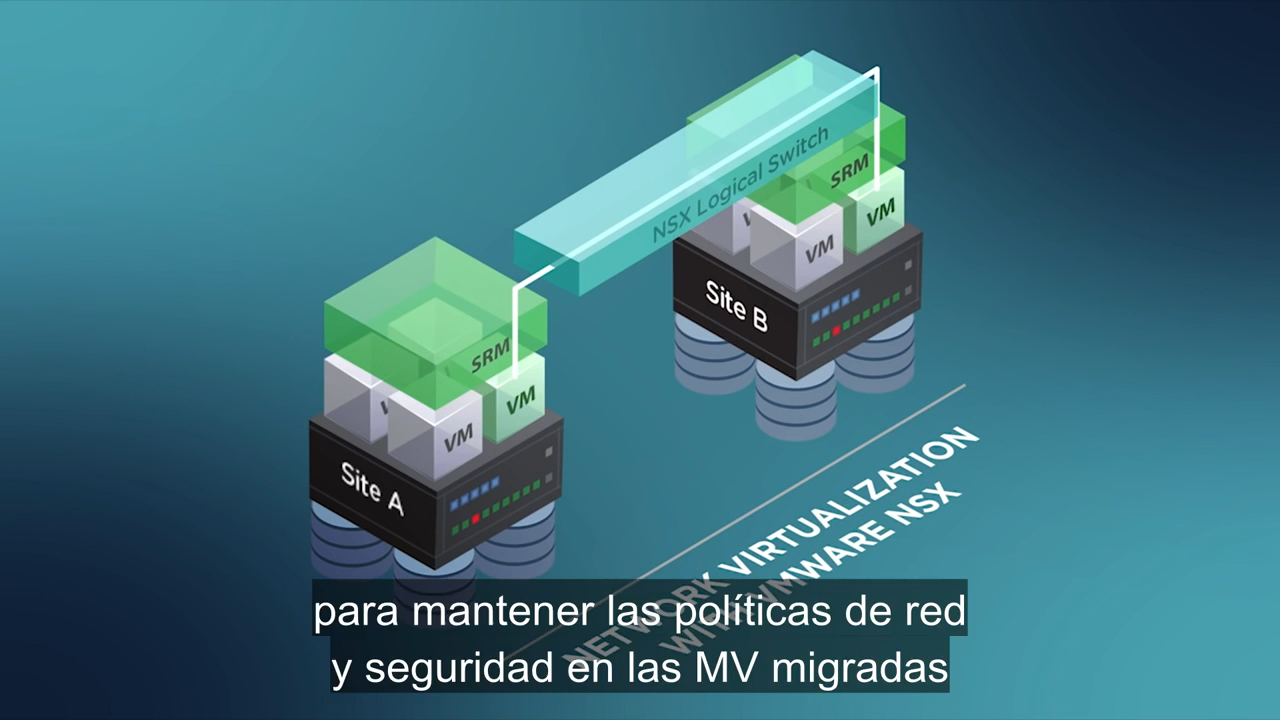 NSX Logical Switch
SRM
VM
VM
Site B
SRM
VM
VM
Site A
NETWORK VIRTUALIZATION
WITH VMWARE NSX
para mantener las políticas de red
y seguridad en las MV migradas